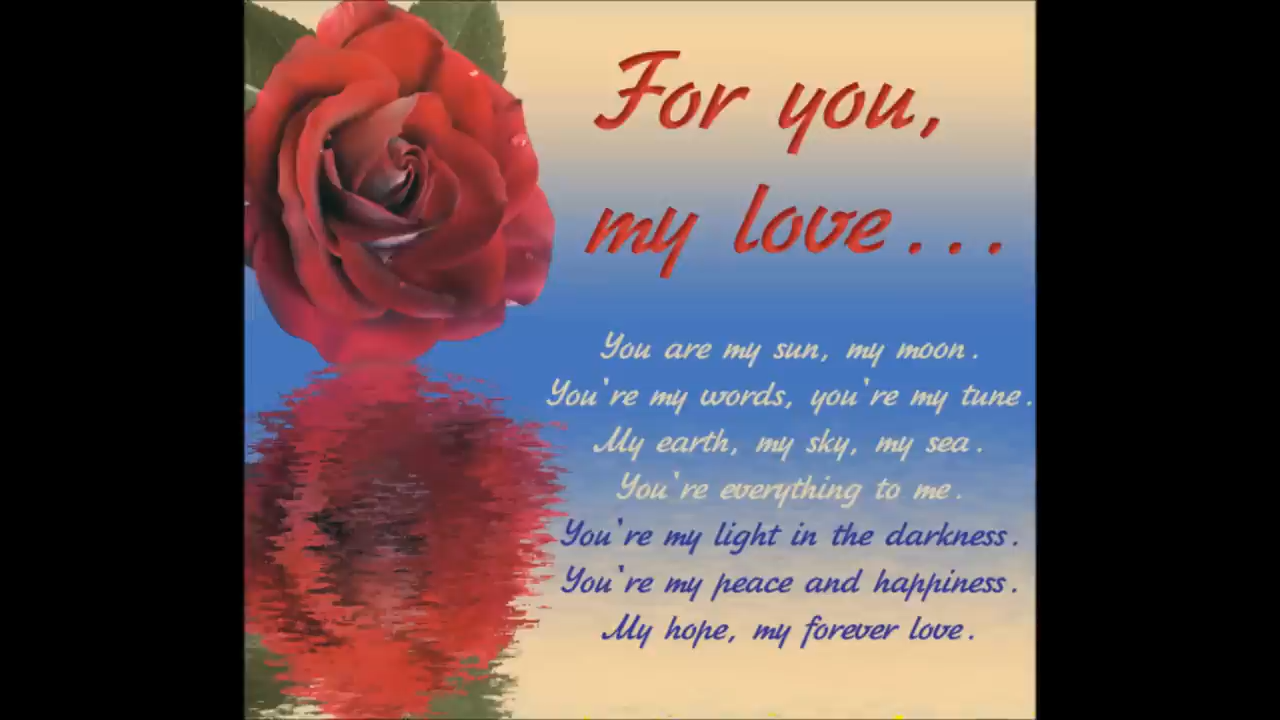 For you,
my love...
You are my sun, my moon.
You're my words, you're my tune.
My earth, my sky, my sea.
You're everything to me.
You're my light in the darkness.
You're my peace and happiness.
My hope, my forever love.